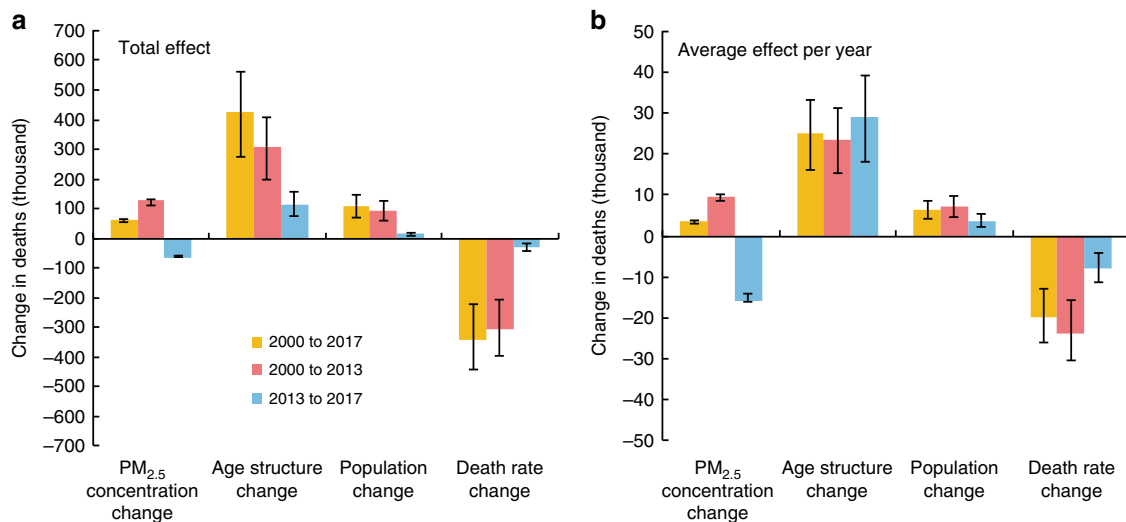 a
Total effect
Change in deaths (thousand)
700
600
500
400
300
200
100
0
–100
–200
–300
–400
–500
–600
–700
2000 to 2017
2000 to 2013
2013 to 2017
PM2.5
concentration
change
Age structure
change
Population
change
Death rate
change
b
Average effect per year
Change in deaths (thousand)
50
40
30
20
10
0
–10
–20
–30
–40
–50
PM2.5
concentration
change
Age structure
change
Population
change
Death rate
change